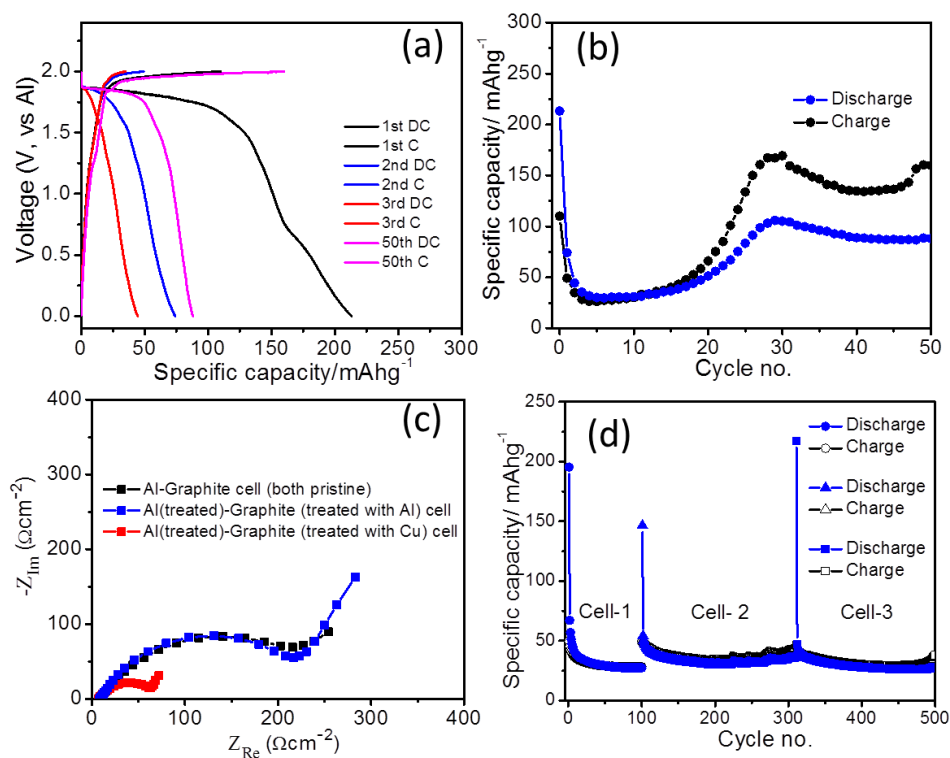 (a)
Voltage (V, vs Al)
2.0
1.5
1.0
0.5
0.0
1st DC
1st C
2nd DC
2nd C
3rd DC
3rd C
50th DC
50th C
0 50 100 150 200 250 300
Specific capacity/mAhg⁻¹
(b)
Specific capacity/ mAhg⁻¹
300
250
200
150
100
50
0
Discharge
Charge
0 10 20 30 40 50
Cycle no.
(c)
-Z_Im (Ωcm⁻²)
400
300
200
100
0
Al-Graphite cell (both pristine)
Al(treated)-Graphite (treated with Al) cell
Al(treated)-Graphite (treated with Cu) cell
0 100 200 300 400
Z_Re (Ωcm⁻²)
(d)
Specific capacity/ mAhg⁻¹
250
200
150
100
50
0
Discharge
Charge
Discharge
Charge
Discharge
Charge
Cell-1 Cell- 2 Cell-3
0 100 200 300 400 500
Cycle no.